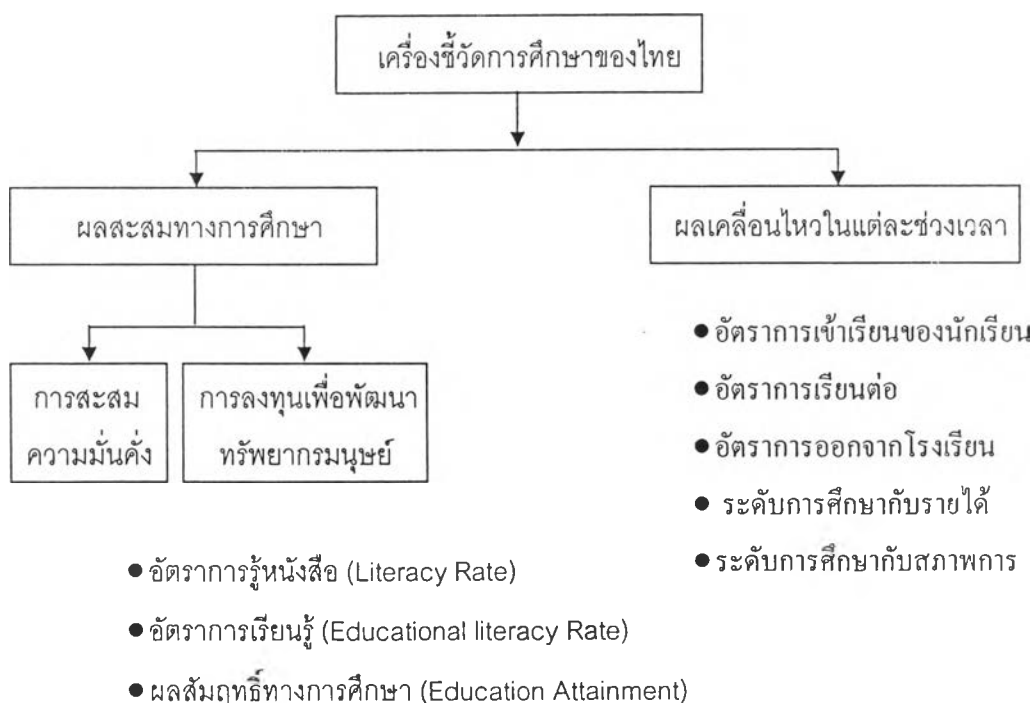 เครื่องชี้วัดการศึกษาของไทย
ผลสะสมทางการศึกษา
ผลเคลื่อนไหวในแต่ละช่วงเวลา
การสะสม
ความมั่นคั่ง
การลงทุนเพื่อพัฒนา
ทรัพยากรมนุษย์
● อัตราการเข้าเรียนของนักเรียน
● อัตราการเรียนต่อ
● อัตราการออกจากโรงเรียน
● ระดับการศึกษากับรายได้
● ระดับการศึกษากับสภาพการ
● อัตราการรู้หนังสือ (Literacy Rate)
● อัตราการเรียนรู้ (Educational literacy Rate)
● ผลสัมฤทธิ์ทางการศึกษา (Education Attainment)